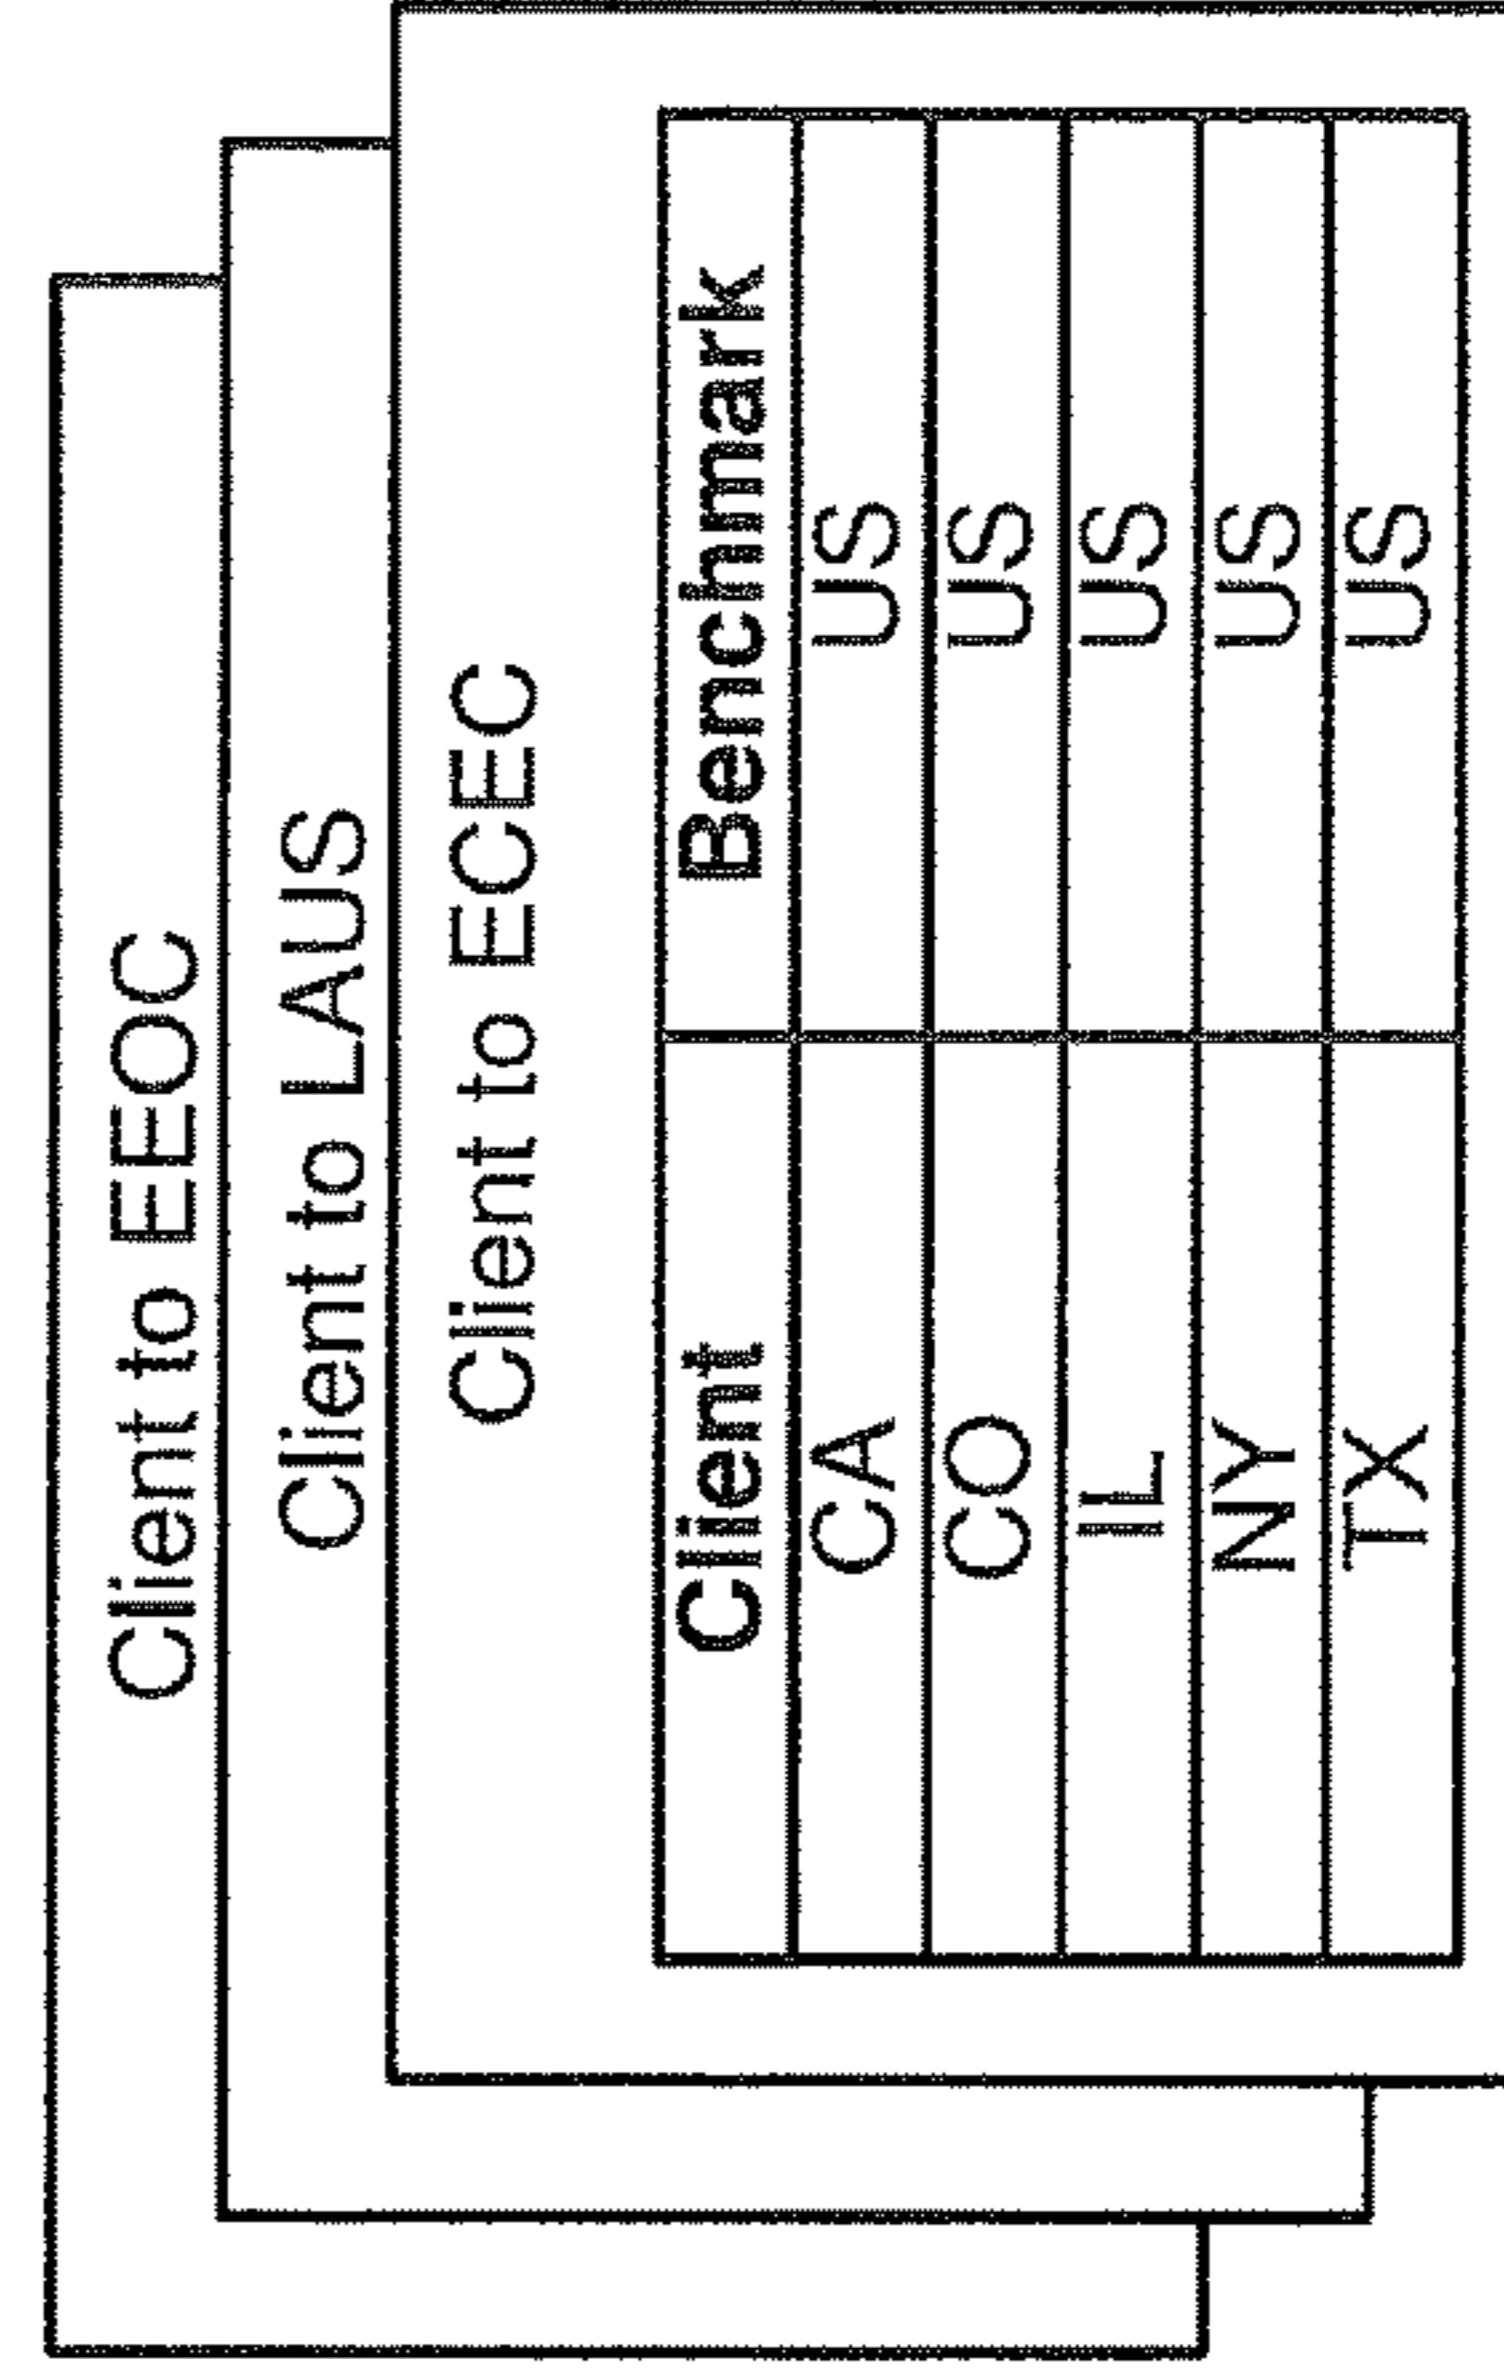 Client to EEOC
Client to LAUS
Client to ECEC
Client Benchmark
CA US
CO US
IL US
NY US
TX US